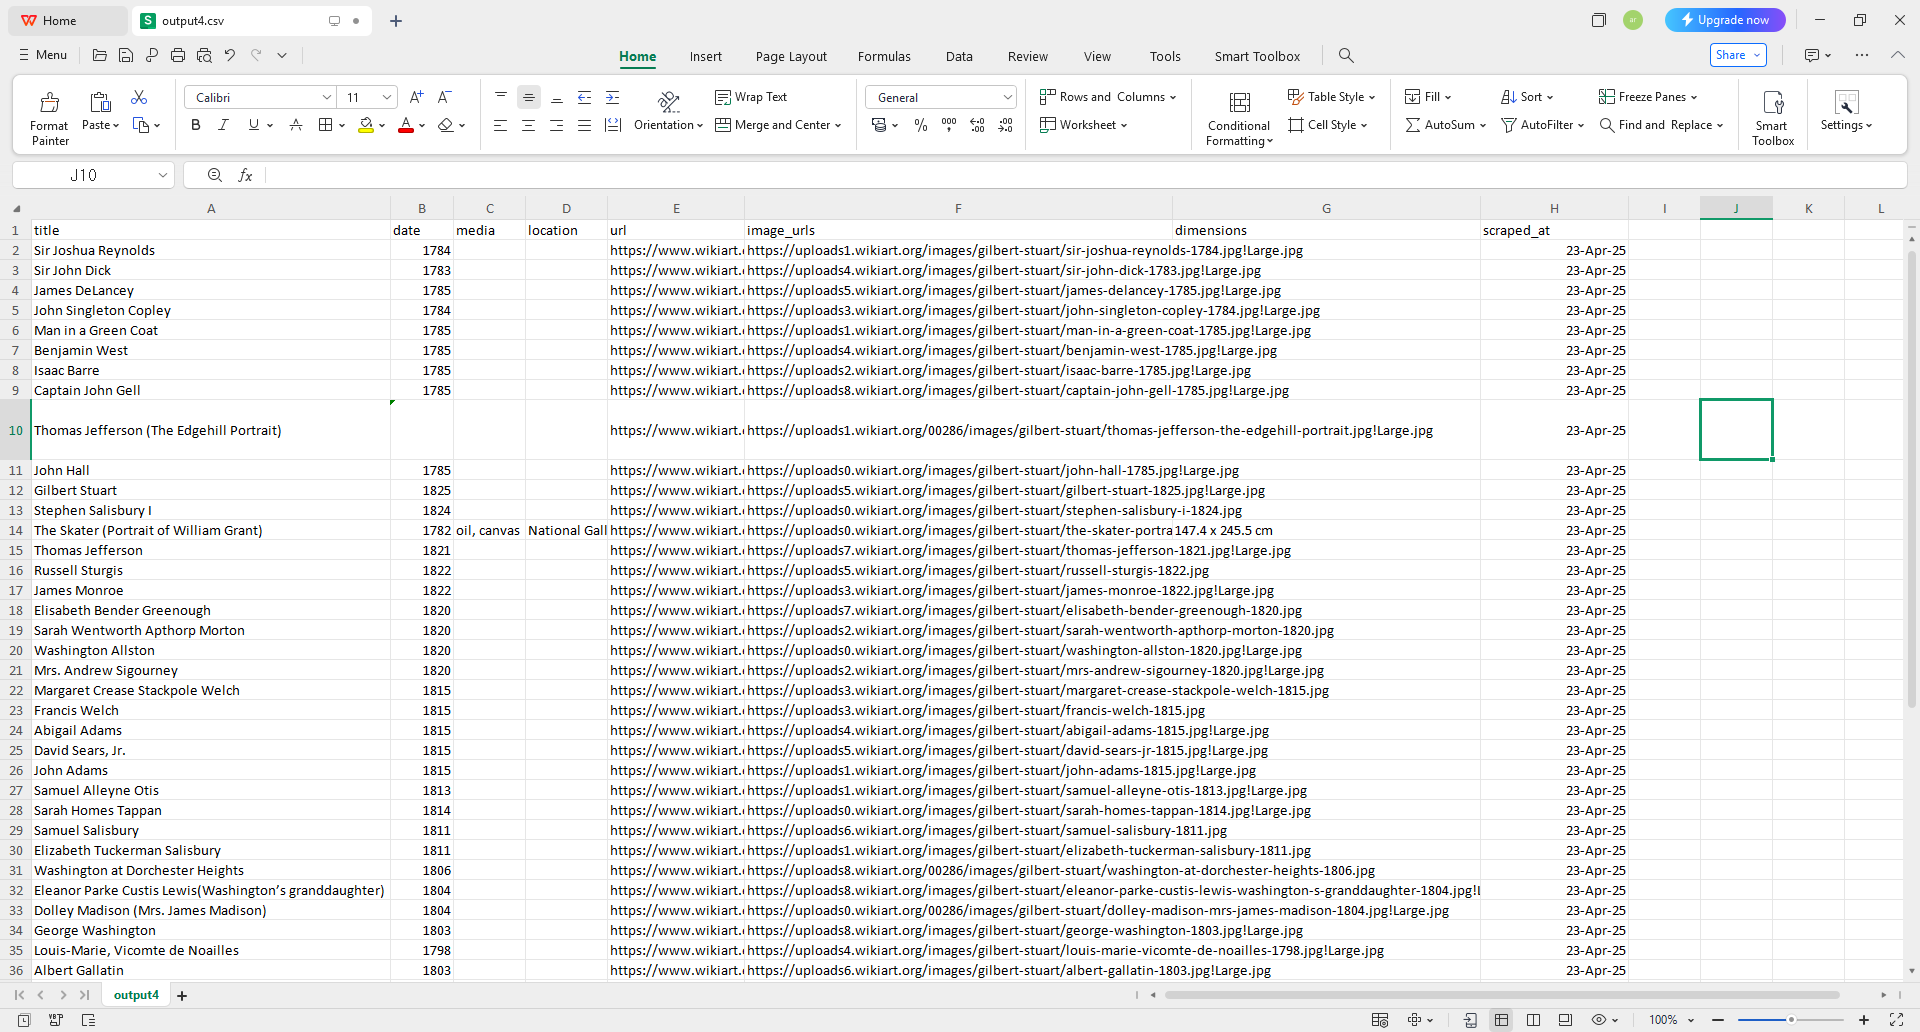 Home output4.csv Upgrade now
Menu Home Insert Page Layout Formulas Data Review View Tools Smart Toolbox Share
Format Painter Paste Calibri 11 Wrap Text Orientation Merge and Center General Rows and Columns Worksheet Conditional Formatting Table Style Cell Style Fill AutoSum Sort AutoFilter Freeze Panes Find and Replace Smart Toolbox Settings
J10 fx
A B C D E F G H I J K L
1 title date media location url image_urls dimensions scraped_at
2 Sir Joshua Reynolds 1784 https://www.wikiart. https://uploads1.wikiart.org/images/gilbert-stuart/sir-joshua-reynolds-1784.jpg!Large.jpg 23-Apr-25
3 Sir John Dick 1783 https://www.wikiart. https://uploads4.wikiart.org/images/gilbert-stuart/sir-john-dick-1783.jpg!Large.jpg 23-Apr-25
4 James DeLancey 1785 https://www.wikiart. https://uploads5.wikiart.org/images/gilbert-stuart/james-delancey-1785.jpg!Large.jpg 23-Apr-25
5 John Singleton Copley 1784 https://www.wikiart. https://uploads3.wikiart.org/images/gilbert-stuart/john-singleton-copley-1784.jpg!Large.jpg 23-Apr-25
6 Man in a Green Coat 1785 https://www.wikiart. https://uploads1.wikiart.org/images/gilbert-stuart/man-in-a-green-coat-1785.jpg!Large.jpg 23-Apr-25
7 Benjamin West 1785 https://www.wikiart. https://uploads4.wikiart.org/images/gilbert-stuart/benjamin-west-1785.jpg!Large.jpg 23-Apr-25
8 Isaac Barre 1785 https://www.wikiart. https://uploads2.wikiart.org/images/gilbert-stuart/isaac-barre-1785.jpg!Large.jpg 23-Apr-25
9 Captain John Gell 1785 https://www.wikiart. https://uploads8.wikiart.org/images/gilbert-stuart/captain-john-gell-1785.jpg!Large.jpg 23-Apr-25
10 Thomas Jefferson (The Edgehill Portrait) https://www.wikiart. https://uploads1.wikiart.org/00286/images/gilbert-stuart/thomas-jefferson-the-edgehill-portrait.jpg!Large.jpg 23-Apr-25
11 John Hall 1785 https://www.wikiart. https://uploads0.wikiart.org/images/gilbert-stuart/john-hall-1785.jpg!Large.jpg 23-Apr-25
12 Gilbert Stuart 1825 https://www.wikiart. https://uploads5.wikiart.org/images/gilbert-stuart/gilbert-stuart-1825.jpg!Large.jpg 23-Apr-25
13 Stephen Salisbury I 1824 https://www.wikiart. https://uploads0.wikiart.org/images/gilbert-stuart/stephen-salisbury-i-1824.jpg 23-Apr-25
14 The Skater (Portrait of William Grant) 1782 oil, canvas National Gall https://www.wikiart. https://uploads0.wikiart.org/images/gilbert-stuart/the-skater-portra 147.4 x 245.5 cm 23-Apr-25
15 Thomas Jefferson 1821 https://www.wikiart. https://uploads7.wikiart.org/images/gilbert-stuart/thomas-jefferson-1821.jpg!Large.jpg 23-Apr-25
16 Russell Sturgis 1822 https://www.wikiart. https://uploads5.wikiart.org/images/gilbert-stuart/russell-sturgis-1822.jpg 23-Apr-25
17 James Monroe 1822 https://www.wikiart. https://uploads3.wikiart.org/images/gilbert-stuart/james-monroe-1822.jpg!Large.jpg 23-Apr-25
18 Elisabeth Bender Greenough 1820 https://www.wikiart. https://uploads7.wikiart.org/images/gilbert-stuart/elisabeth-bender-greenough-1820.jpg 23-Apr-25
19 Sarah Wentworth Apthorp Morton 1820 https://www.wikiart. https://uploads2.wikiart.org/images/gilbert-stuart/sarah-wentworth-apthorp-morton-1820.jpg 23-Apr-25
20 Washington Allston 1820 https://www.wikiart. https://uploads0.wikiart.org/images/gilbert-stuart/washington-allston-1820.jpg!Large.jpg 23-Apr-25
21 Mrs. Andrew Sigourney 1820 https://www.wikiart. https://uploads2.wikiart.org/images/gilbert-stuart/mrs-andrew-sigourney-1820.jpg!Large.jpg 23-Apr-25
22 Margaret Crease Stackpole Welch 1815 https://www.wikiart. https://uploads3.wikiart.org/images/gilbert-stuart/margaret-crease-stackpole-welch-1815.jpg 23-Apr-25
23 Francis Welch 1815 https://www.wikiart. https://uploads3.wikiart.org/images/gilbert-stuart/francis-welch-1815.jpg 23-Apr-25
24 Abigail Adams 1815 https://www.wikiart. https://uploads4.wikiart.org/images/gilbert-stuart/abigail-adams-1815.jpg!Large.jpg 23-Apr-25
25 David Sears, Jr. 1815 https://www.wikiart. https://uploads5.wikiart.org/images/gilbert-stuart/david-sears-jr-1815.jpg!Large.jpg 23-Apr-25
26 John Adams 1815 https://www.wikiart. https://uploads1.wikiart.org/images/gilbert-stuart/john-adams-1815.jpg!Large.jpg 23-Apr-25
27 Samuel Alleyne Otis 1813 https://www.wikiart. https://uploads1.wikiart.org/images/gilbert-stuart/samuel-alleyne-otis-1813.jpg!Large.jpg 23-Apr-25
28 Sarah Homes Tappan 1814 https://www.wikiart. https://uploads0.wikiart.org/images/gilbert-stuart/sarah-homes-tappan-1814.jpg!Large.jpg 23-Apr-25
29 Samuel Salisbury 1811 https://www.wikiart. https://uploads6.wikiart.org/images/gilbert-stuart/samuel-salisbury-1811.jpg 23-Apr-25
30 Elizabeth Tuckerman Salisbury 1811 https://www.wikiart. https://uploads1.wikiart.org/images/gilbert-stuart/elizabeth-tuckerman-salisbury-1811.jpg 23-Apr-25
31 Washington at Dorchester Heights 1806 https://www.wikiart. https://uploads8.wikiart.org/00286/images/gilbert-stuart/washington-at-dorchester-heights-1806.jpg 23-Apr-25
32 Eleanor Parke Custis Lewis(Washington’s granddaughter) 1804 https://www.wikiart. https://uploads8.wikiart.org/images/gilbert-stuart/eleanor-parke-custis-lewis-washington-s-granddaughter-1804.jpg!L 23-Apr-25
33 Dolley Madison (Mrs. James Madison) 1804 https://www.wikiart. https://uploads0.wikiart.org/00286/images/gilbert-stuart/dolley-madison-mrs-james-madison-1804.jpg!Large.jpg 23-Apr-25
34 George Washington 1803 https://www.wikiart. https://uploads8.wikiart.org/images/gilbert-stuart/george-washington-1803.jpg!Large.jpg 23-Apr-25
35 Louis-Marie, Vicomte de Noailles 1798 https://www.wikiart. https://uploads4.wikiart.org/images/gilbert-stuart/louis-marie-vicomte-de-noailles-1798.jpg!Large.jpg 23-Apr-25
36 Albert Gallatin 1803 https://www.wikiart. https://uploads6.wikiart.org/images/gilbert-stuart/albert-gallatin-1803.jpg!Large.jpg 23-Apr-25
output4
100%